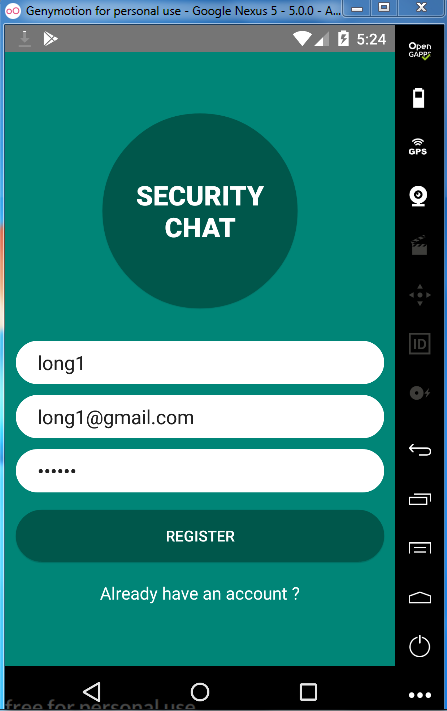 Genymotion for personal use - Google Nexus 5 - 5.0.0 - A...
5:24
Open
GAPPS
GPS
SECURITY
CHAT
ID
long1
long1@gmail.com
••••••
REGISTER
Already have an account ?
free for personal use